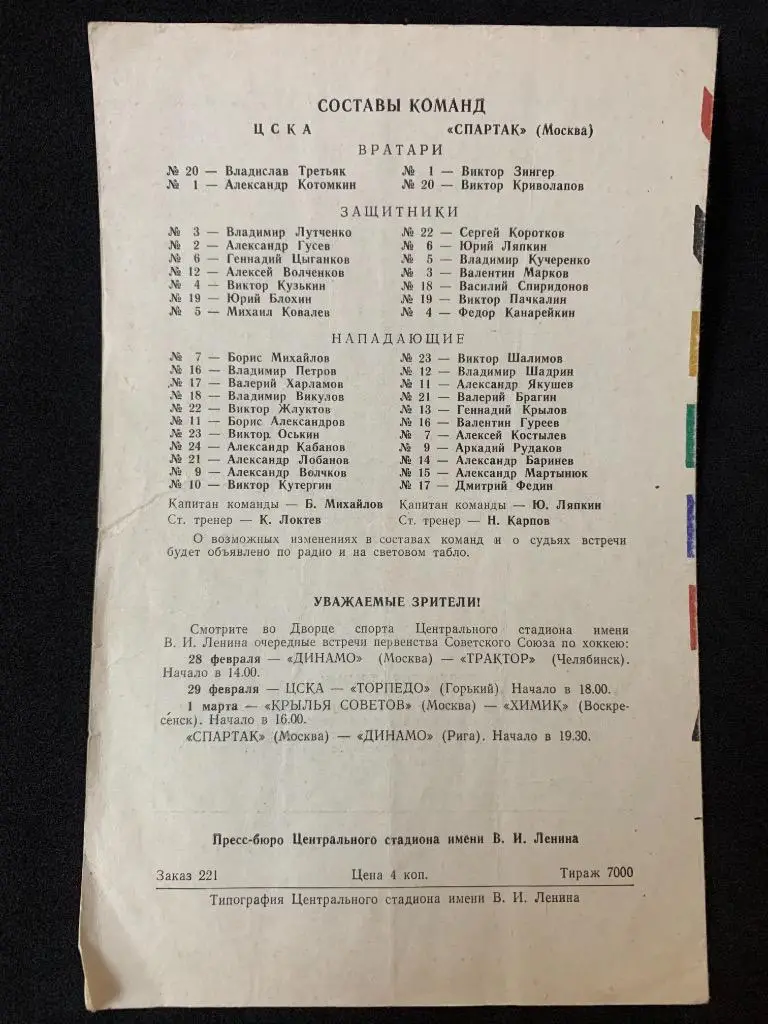 СОСТАВЫ КОМАНД
ЦСКА «СПАРТАК» (Москва)
ВРАТАРИ
№ 20 — Владислав Третьяк № 1 — Виктор Зингер
№ 1 — Александр Котомкин № 20 — Виктор Криволапов
ЗАЩИТНИКИ
№ 3 — Владимир Лутченко № 22 — Сергей Коротков
№ 2 — Александр Гусев № 6 — Юрий Ляпкин
№ 6 — Геннадий Цыганков № 5 — Владимир Кучеренко
№ 12 — Алексей Волченков № 3 — Валентин Марков
№ 4 — Виктор Кузькин № 18 — Василий Спиридонов
№ 19 — Юрий Блохин № 19 — Виктор Пачкалин
№ 5 — Михаил Ковалев № 4 — Федор Канарейкин
НАПАДАЮЩИЕ
№ 7 — Борис Михайлов № 23 — Виктор Шалимов
№ 16 — Владимир Петров № 12 — Владимир Шадрин
№ 17 — Валерий Харламов № 11 — Александр Якушев
№ 18 — Владимир Викулов № 21 — Валерий Брагин
№ 22 — Виктор Жлуктов № 13 — Геннадий Крылов
№ 11 — Борис Александров № 16 — Валентин Гуреев
№ 23 — Виктор Оськин № 7 — Алексей Костылев
№ 24 — Александр Кабанов № 9 — Аркадий Рудаков
№ 21 — Александр Лобанов № 14 — Александр Баринев
№ 9 — Александр Волчков № 15 — Александр Мартынюк
№ 10 — Виктор Кутергин № 17 — Дмитрий Федин
Капитан команды — Б. Михайлов Капитан команды — Ю. Ляпкин
Ст. тренер — К. Локтев Ст. тренер — Н. Карпов
О возможных изменениях в составах команд и о судьях встречи
будет объявлено по радио и на световом табло.
УВАЖАЕМЫЕ ЗРИТЕЛИ!
Смотрите во Дворце спорта Центрального стадиона имени
В. И. Ленина очередные встречи первенства Советского Союза по хоккею:
28 февраля — «ДИНАМО» (Москва) — «ТРАКТОР» (Челябинск).
Начало в 14.00.
29 февраля — ЦСКА — «ТОРПЕДО» (Горький). Начало в 18.00.
1 марта — «КРЫЛЬЯ СОВЕТОВ» (Москва) — «ХИМИК» (Воскре-
сенск). Начало в 16.00.
«СПАРТАК» (Москва) — «ДИНАМО» (Рига). Начало в 19.30.
Пресс-бюро Центрального стадиона имени В. И. Ленина
Заказ 221 Цена 4 коп. Тираж 7000
Типография Центрального стадиона имени В. И. Ленина